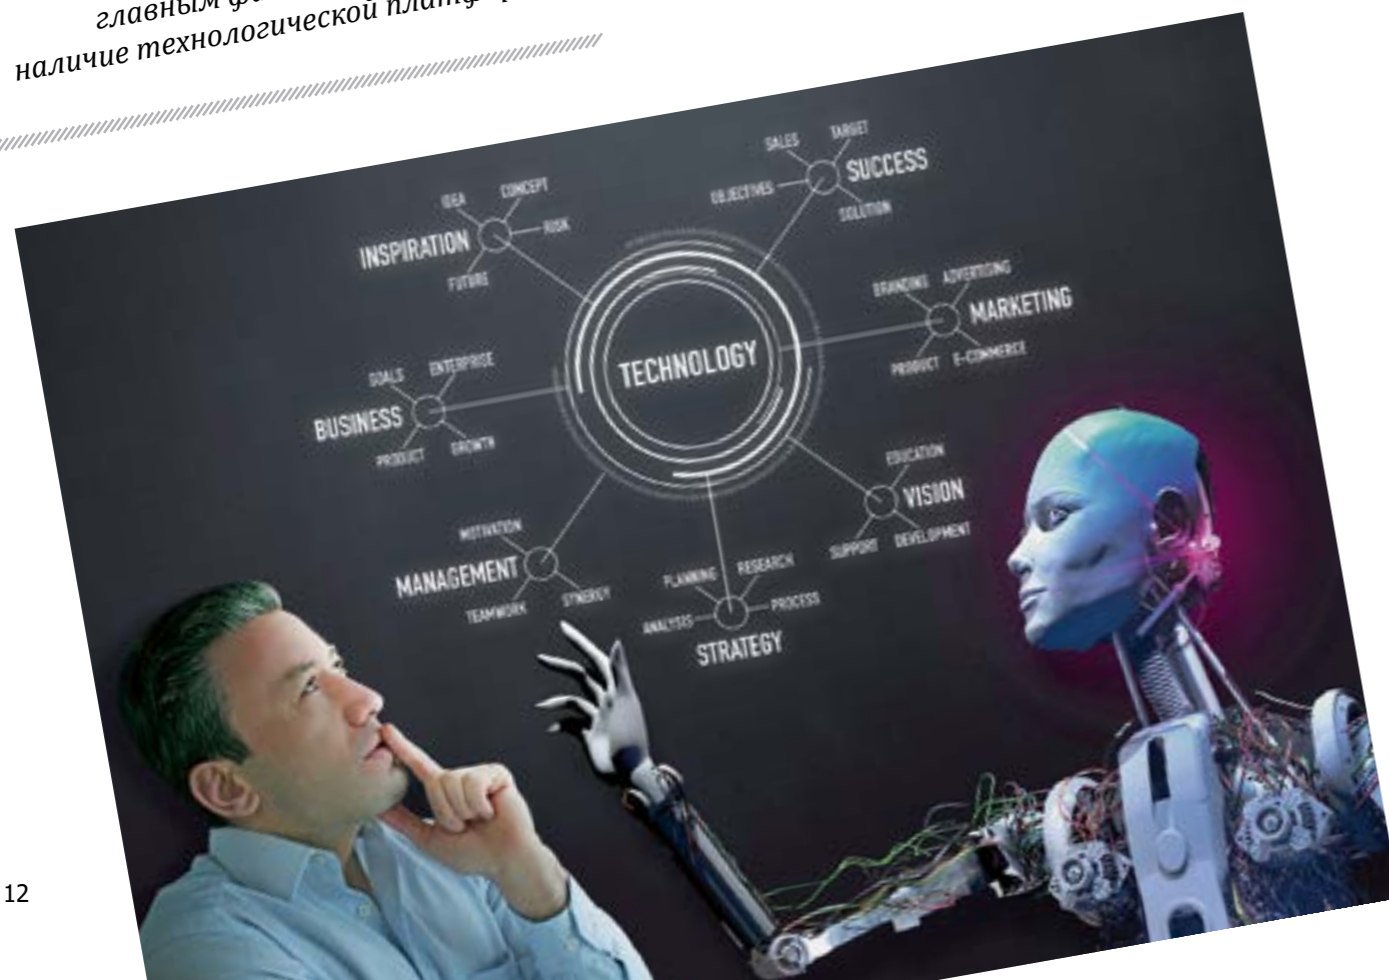 главным
наличие технологической
SALES TARGET
SUCCESS
OBJECTIVES
SOLUTION
IDEA CONCEPT
INSPIRATION RISK
FUTURE
BRANDING ADVERTISING
MARKETING
PRODUCT E-COMMERCE
TECHNOLOGY
GOALS ENTERPRISE
BUSINESS
PRODUCT GROWTH
EDUCATION
VISION
SUPPORT DEVELOPMENT
MOTIVATION
MANAGEMENT
TEAMWORK SYNERGY
PLANNING RESEARCH
ANALYSIS PROCESS
STRATEGY
12